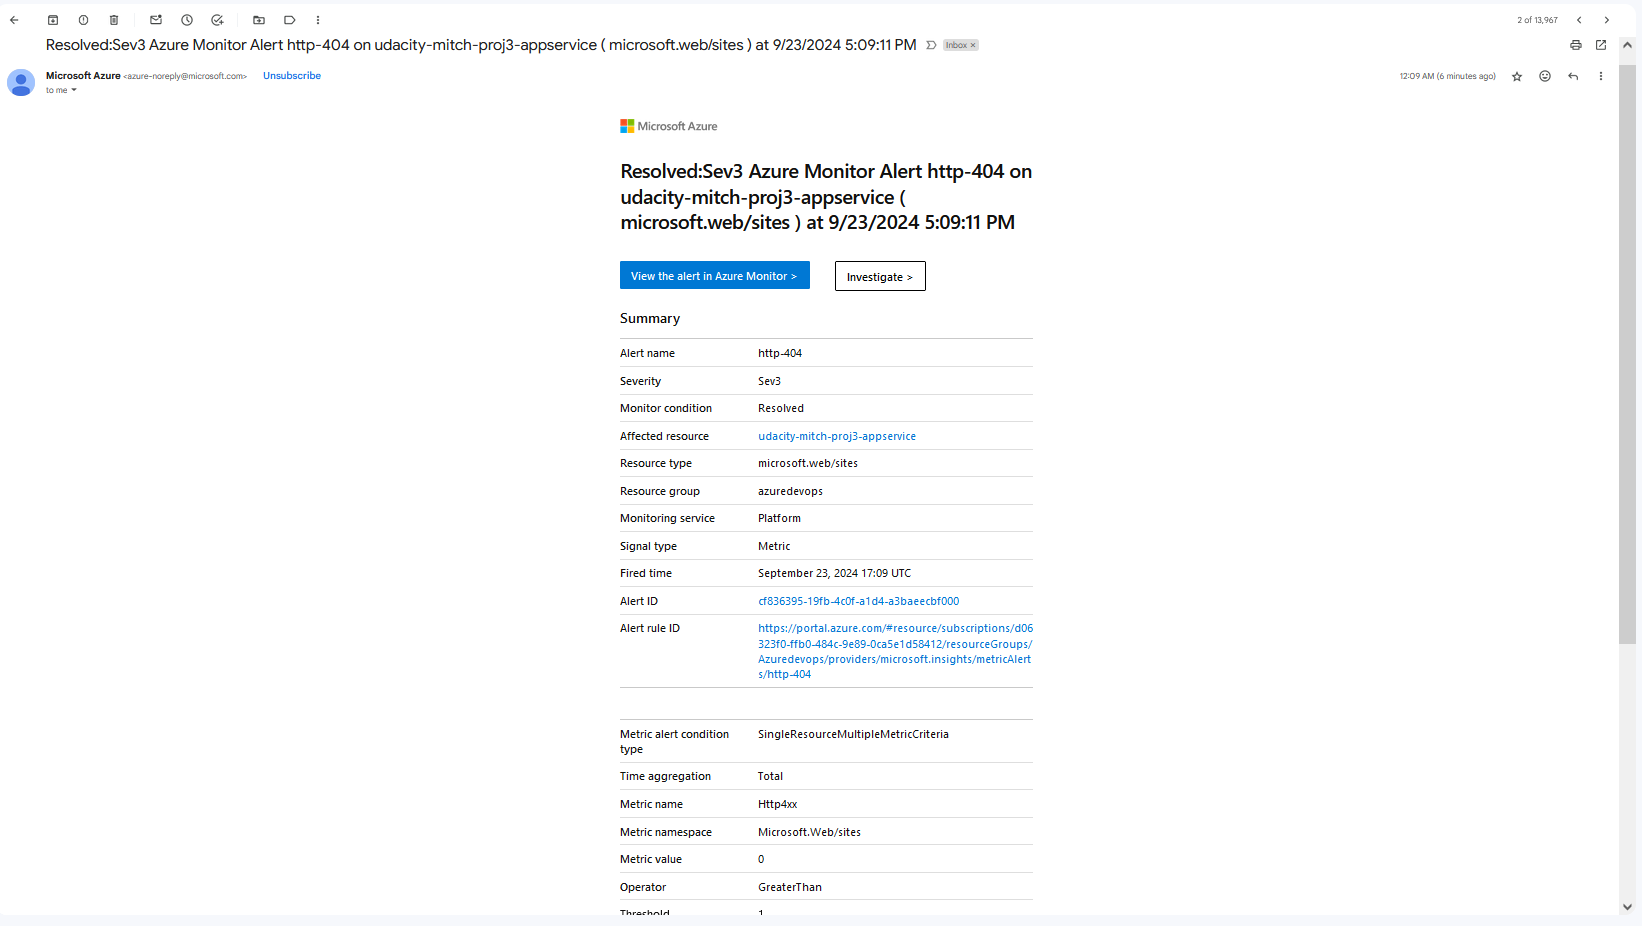 2 of 13,967
Resolved:Sev3 Azure Monitor Alert http-404 on udacity-mitch-proj3-appservice ( microsoft.web/sites ) at 9/23/2024 5:09:11 PM Inbox ×
Microsoft Azure <azure-noreply@microsoft.com> Unsubscribe
12:09 AM (6 minutes ago)
to me
Microsoft Azure
Resolved:Sev3 Azure Monitor Alert http-404 on
udacity-mitch-proj3-appservice (
microsoft.web/sites ) at 9/23/2024 5:09:11 PM
View the alert in Azure Monitor > Investigate >
Summary
Alert name http-404
Severity Sev3
Monitor condition Resolved
Affected resource udacity-mitch-proj3-appservice
Resource type microsoft.web/sites
Resource group azuredevops
Monitoring service Platform
Signal type Metric
Fired time September 23, 2024 17:09 UTC
Alert ID cf836395-19fb-4c0f-a1d4-a3baeecbf000
Alert rule ID https://portal.azure.com/#resource/subscriptions/d06
323f0-ffb0-484c-9e89-0ca5e1d58412/resourceGroups/
Azuredevops/providers/microsoft.insights/metricAlert
s/http-404
Metric alert condition SingleResourceMultipleMetricCriteria
type
Time aggregation Total
Metric name Http4xx
Metric namespace Microsoft.Web/sites
Metric value 0
Operator GreaterThan
Threshold 1